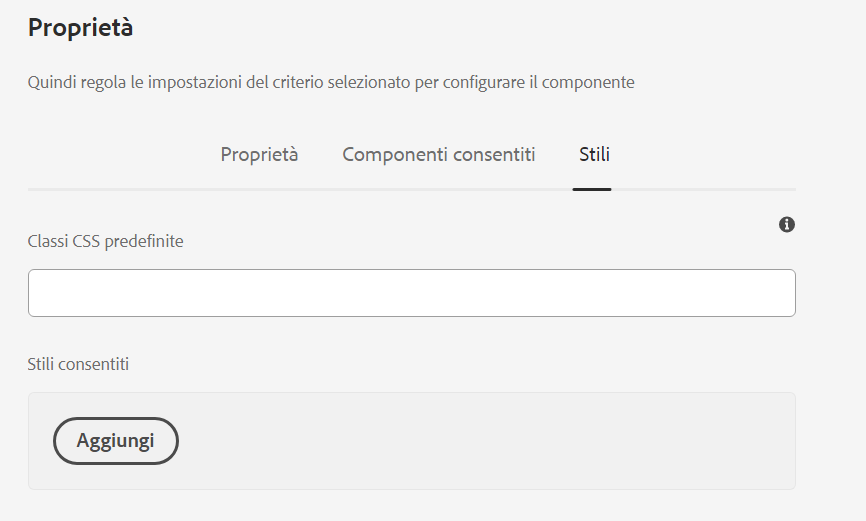 Proprietà
Quindi regola le impostazioni del criterio selezionato per configurare il componente
Proprietà Componenti consentiti Stili
Classi CSS predefinite
Stili consentiti
Aggiungi